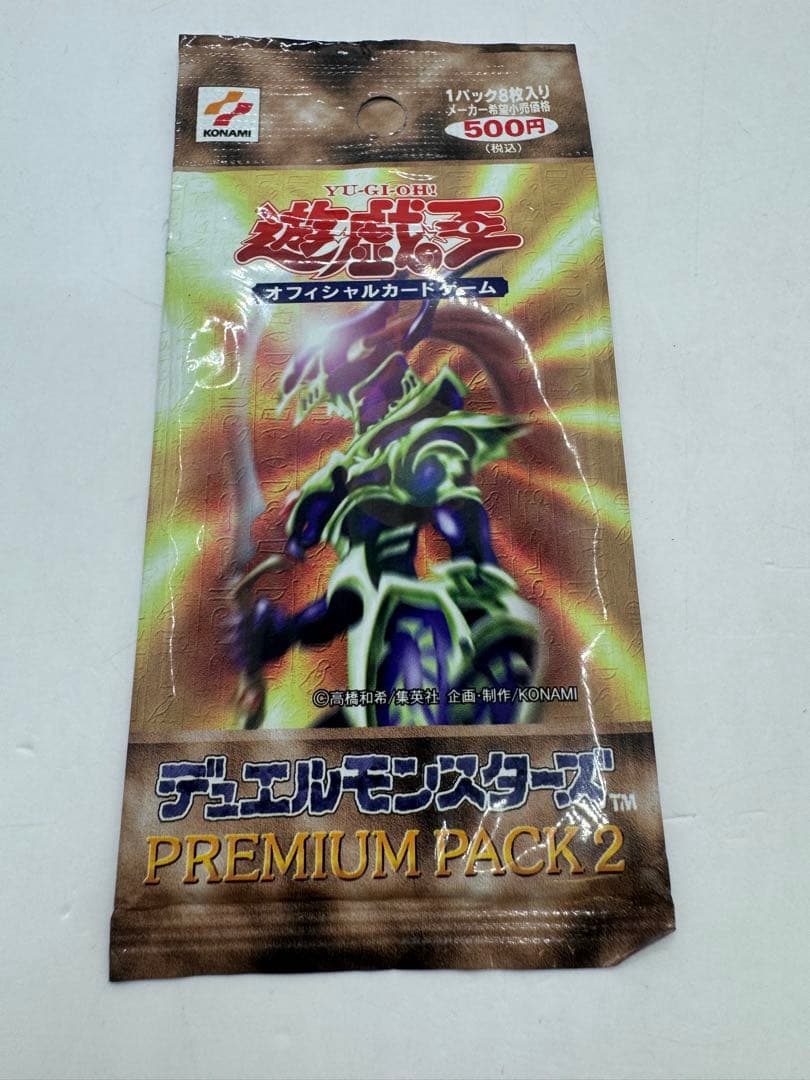 KONAMI
1パック8枚入り
メーカー希望小売価格
500円
(税込)
YU-GI-OH!
遊戯王
オフィシャルカードゲーム
©高橋和希/集英社 企画・制作/KONAMI
デュエルモンスターズ™
PREMIUM PACK 2